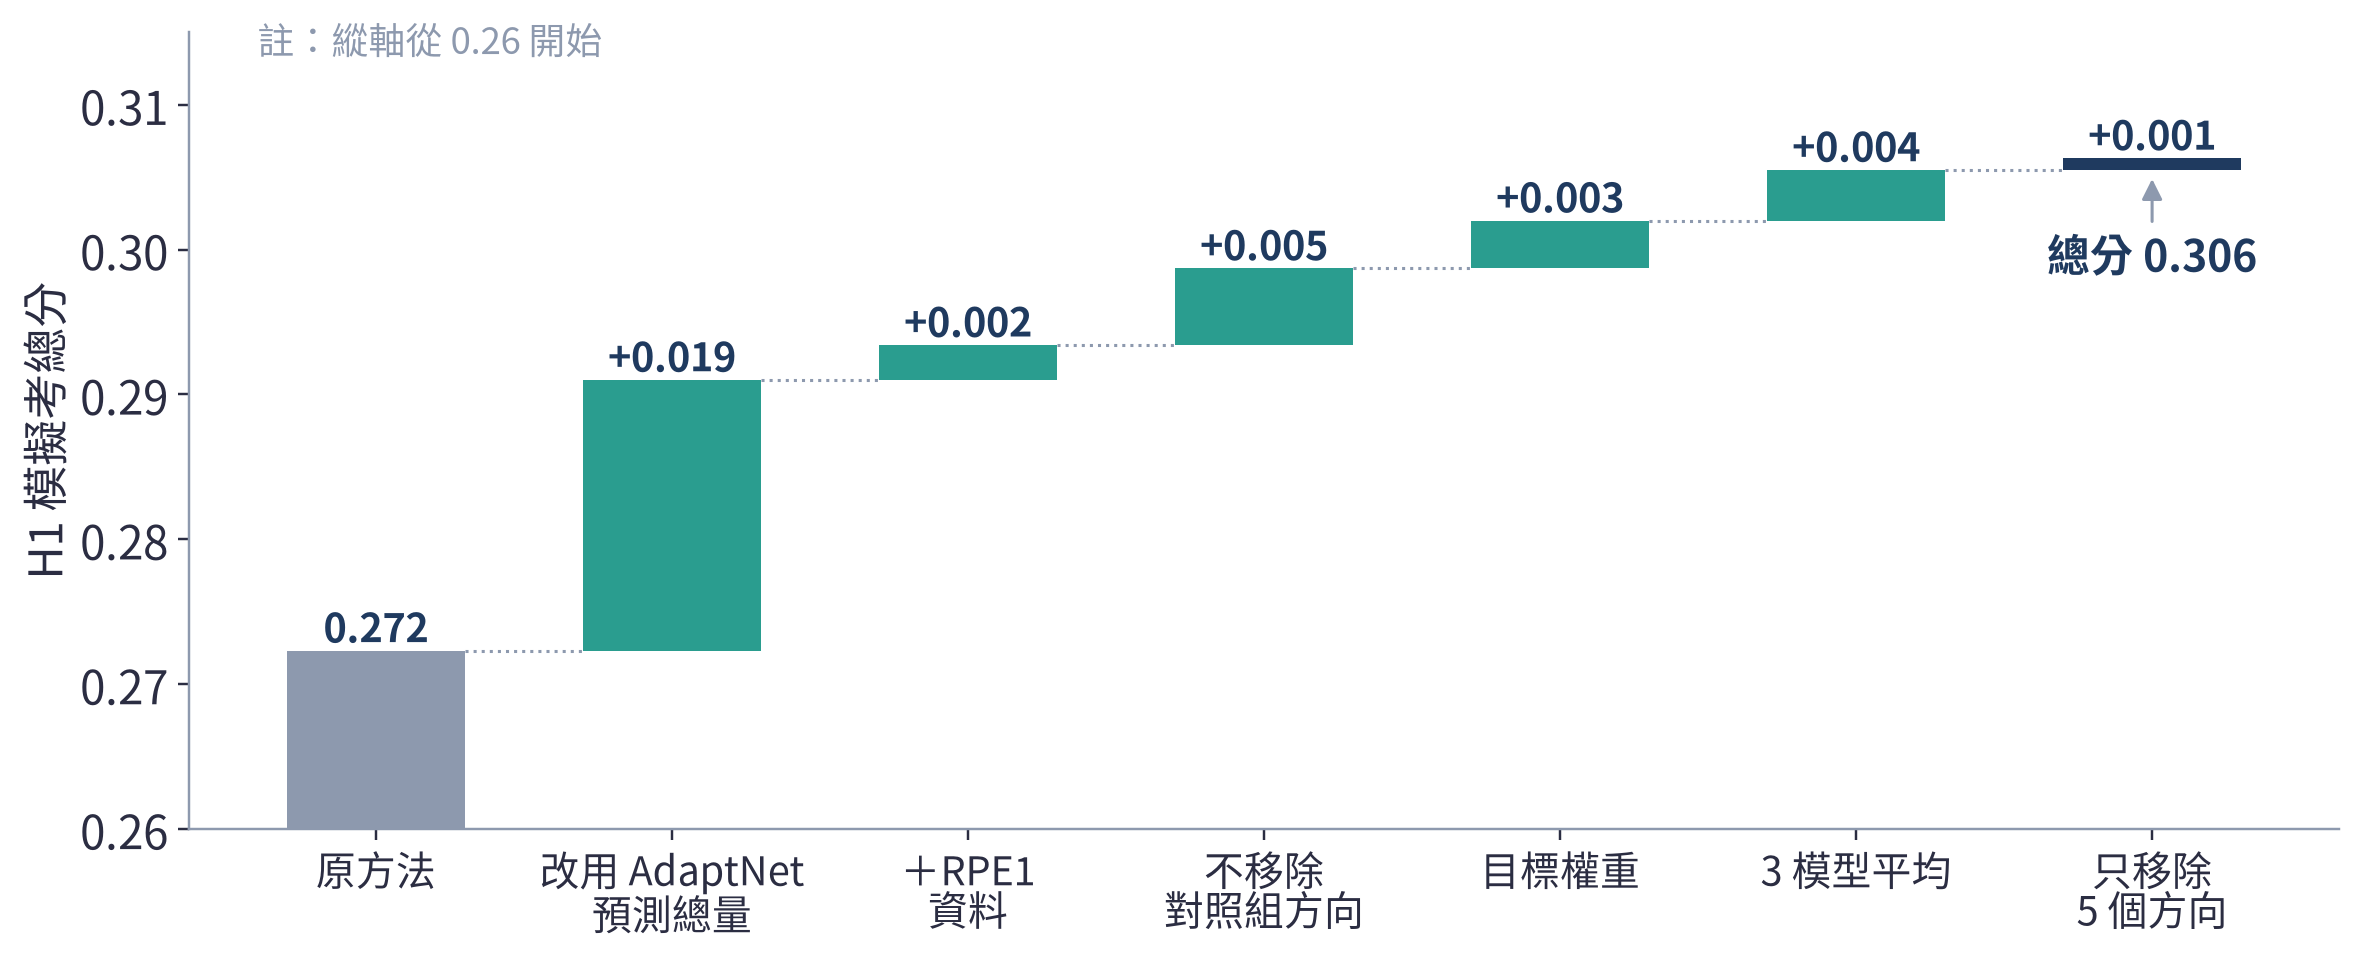 註：縱軸從 0.26 開始
H1 模擬考總分
0.31
0.30
0.29
0.28
0.27
0.26
0.272
+0.019
+0.002
+0.005
+0.003
+0.004
+0.001
總分 0.306
原方法
改用 AdaptNet
預測總量
＋RPE1
資料
不移除
對照組方向
目標權重
3 模型平均
只移除
5 個方向